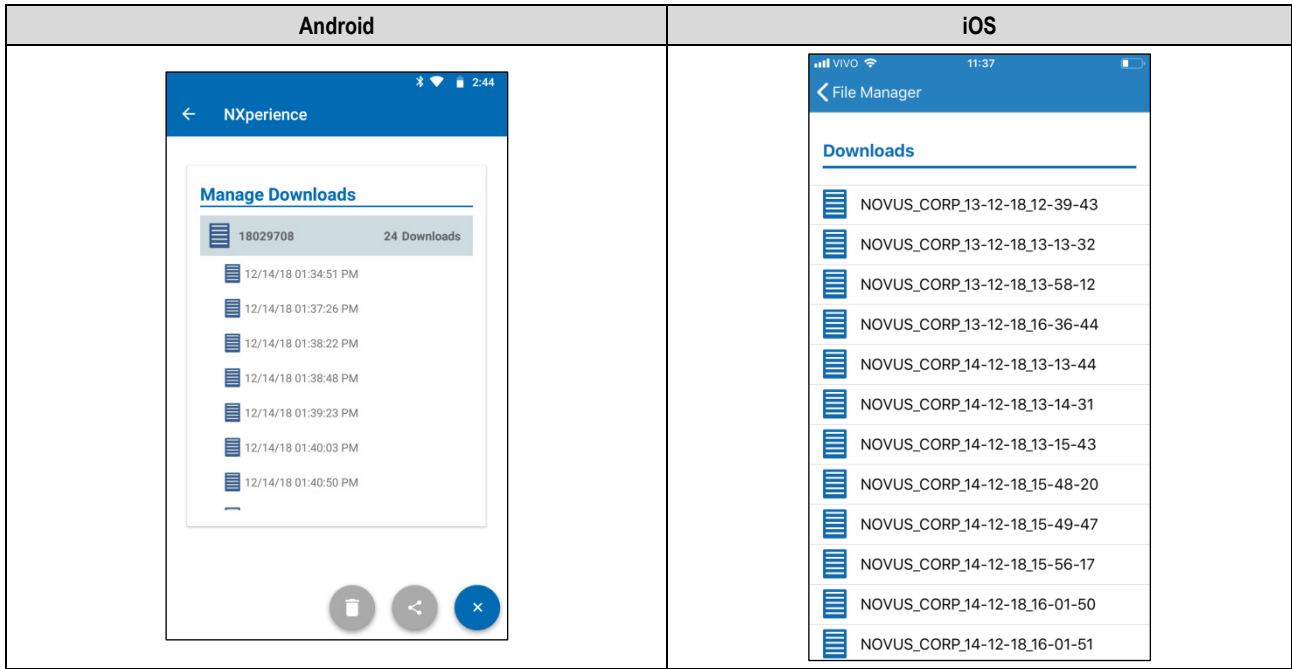 Android
iOS
2:44
NXperience
Manage Downloads
18029708 24 Downloads
12/14/18 01:34:51 PM
12/14/18 01:37:26 PM
12/14/18 01:38:22 PM
12/14/18 01:38:48 PM
12/14/18 01:39:23 PM
12/14/18 01:40:03 PM
12/14/18 01:40:50 PM
VIVO 11:37
File Manager
Downloads
NOVUS_CORP_13-12-18_12-39-43
NOVUS_CORP_13-12-18_13-13-32
NOVUS_CORP_13-12-18_13-58-12
NOVUS_CORP_13-12-18_16-36-44
NOVUS_CORP_14-12-18_13-13-44
NOVUS_CORP_14-12-18_13-14-31
NOVUS_CORP_14-12-18_13-15-43
NOVUS_CORP_14-12-18_15-48-20
NOVUS_CORP_14-12-18_15-49-47
NOVUS_CORP_14-12-18_15-56-17
NOVUS_CORP_14-12-18_16-01-50
NOVUS_CORP_14-12-18_16-01-51